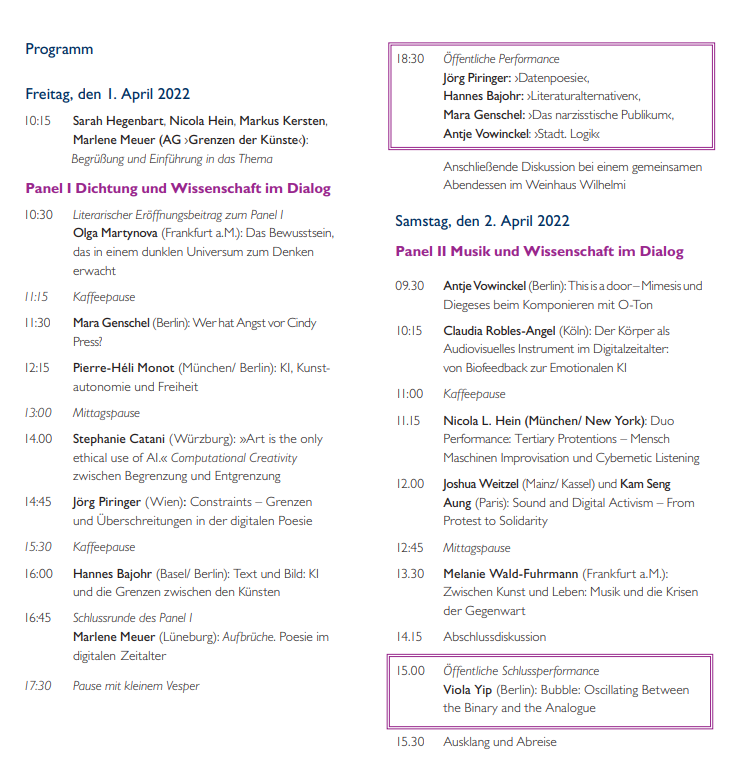 Programm
Freitag, den 1. April 2022
10:15 Sarah Hegenbart, Nicola Hein, Markus Kersten,
Marlene Meuer (AG ›Grenzen der Künste‹):
Begrüßung und Einführung in das Thema
Panel I Dichtung und Wissenschaft im Dialog
10:30 Literarischer Eröffnungsbeitrag zum Panel I
Olga Martynova (Frankfurt a.M.): Das Bewusstsein,
das in einem dunklen Universum zum Denken
erwacht
11:15 Kaffeepause
11:30 Mara Genschel (Berlin): Wer hat Angst vor Cindy
Press?
12:15 Pierre-Héli Monot (München/ Berlin): KI, Kunst-
autonomie und Freiheit
13:00 Mittagspause
14.00 Stephanie Catani (Würzburg): »Art is the only
ethical use of AI.« Computational Creativity
zwischen Begrenzung und Entgrenzung
14:45 Jörg Piringer (Wien): Constraints – Grenzen
und Überschreitungen in der digitalen Poesie
15:30 Kaffeepause
16:00 Hannes Bajohr (Basel/ Berlin): Text und Bild: KI
und die Grenzen zwischen den Künsten
16:45 Schlussrunde des Panel I
Marlene Meuer (Lüneburg): Aufbrüche. Poesie im
digitalen Zeitalter
17:30 Pause mit kleinem Vesper
18:30 Öffentliche Performance
Jörg Piringer: ›Datenpoesie‹,
Hannes Bajohr: ›Literaturalternativen‹,
Mara Genschel: ›Das narzisstische Publikum‹,
Antje Vowinckel: ›Stadt. Logik‹
Anschließende Diskussion bei einem gemeinsamen
Abendessen im Weinhaus Wilhelmi
Samstag, den 2. April 2022
Panel II Musik und Wissenschaft im Dialog
09.30 Antje Vowinckel (Berlin): This is a door – Mimesis und
Diegeses beim Komponieren mit O-Ton
10:15 Claudia Robles-Angel (Köln): Der Körper als
Audiovisuelles Instrument im Digitalzeitalter:
von Biofeedback zur Emotionalen KI
11:00 Kaffeepause
11.15 Nicola L. Hein (München/ New York): Duo
Performance: Tertiary Protentions – Mensch
Maschinen Improvisation und Cybernetic Listening
12.00 Joshua Weitzel (Mainz/ Kassel) und Kam Seng
Aung (Paris): Sound and Digital Activism – From
Protest to Solidarity
12:45 Mittagspause
13.30 Melanie Wald-Fuhrmann (Frankfurt a.M.):
Zwischen Kunst und Leben: Musik und die Krisen
der Gegenwart
14.15 Abschlussdiskussion
15.00 Öffentliche Schlussperformance
Viola Yip (Berlin): Bubble: Oscillating Between
the Binary and the Analogue
15.30 Ausklang und Abreise